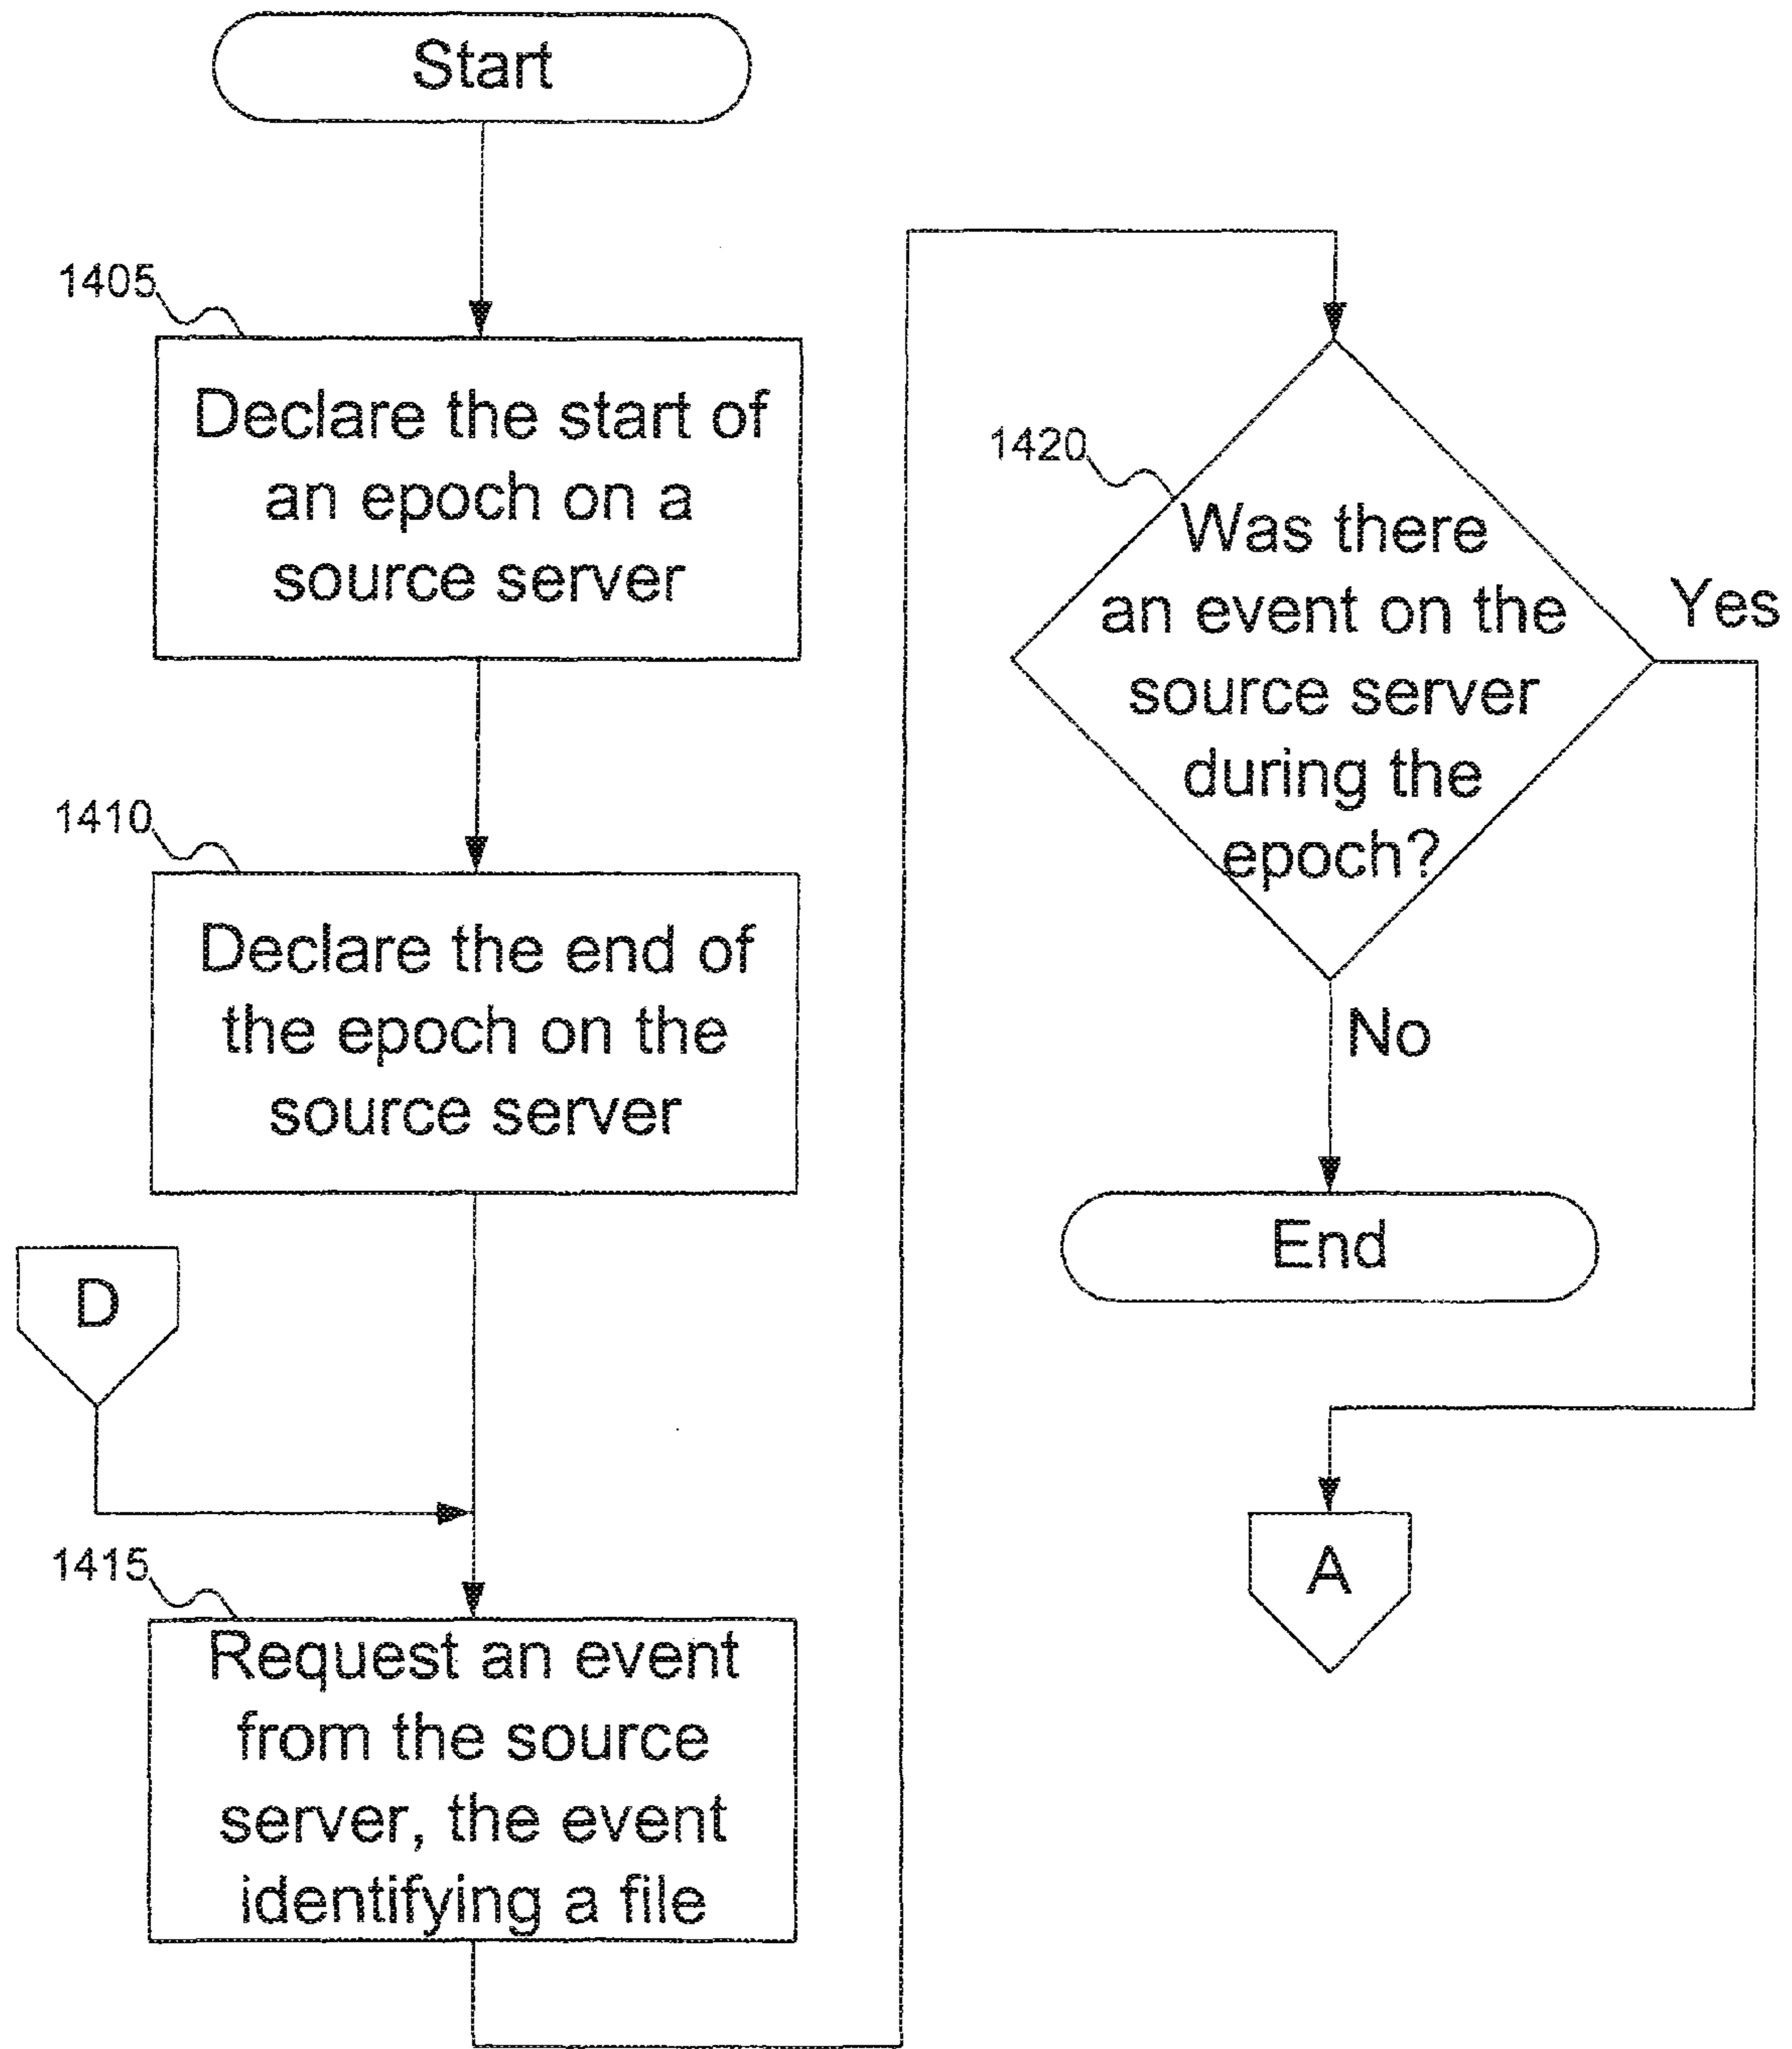 Start
1405
Declare the start of
an epoch on a
source server
1410
Declare the end of
the epoch on the
source server
D
1415
Request an event
from the source
server, the event
identifying a file
1420
Was there
an event on the
source server
during the
epoch?
Yes
No
End
A